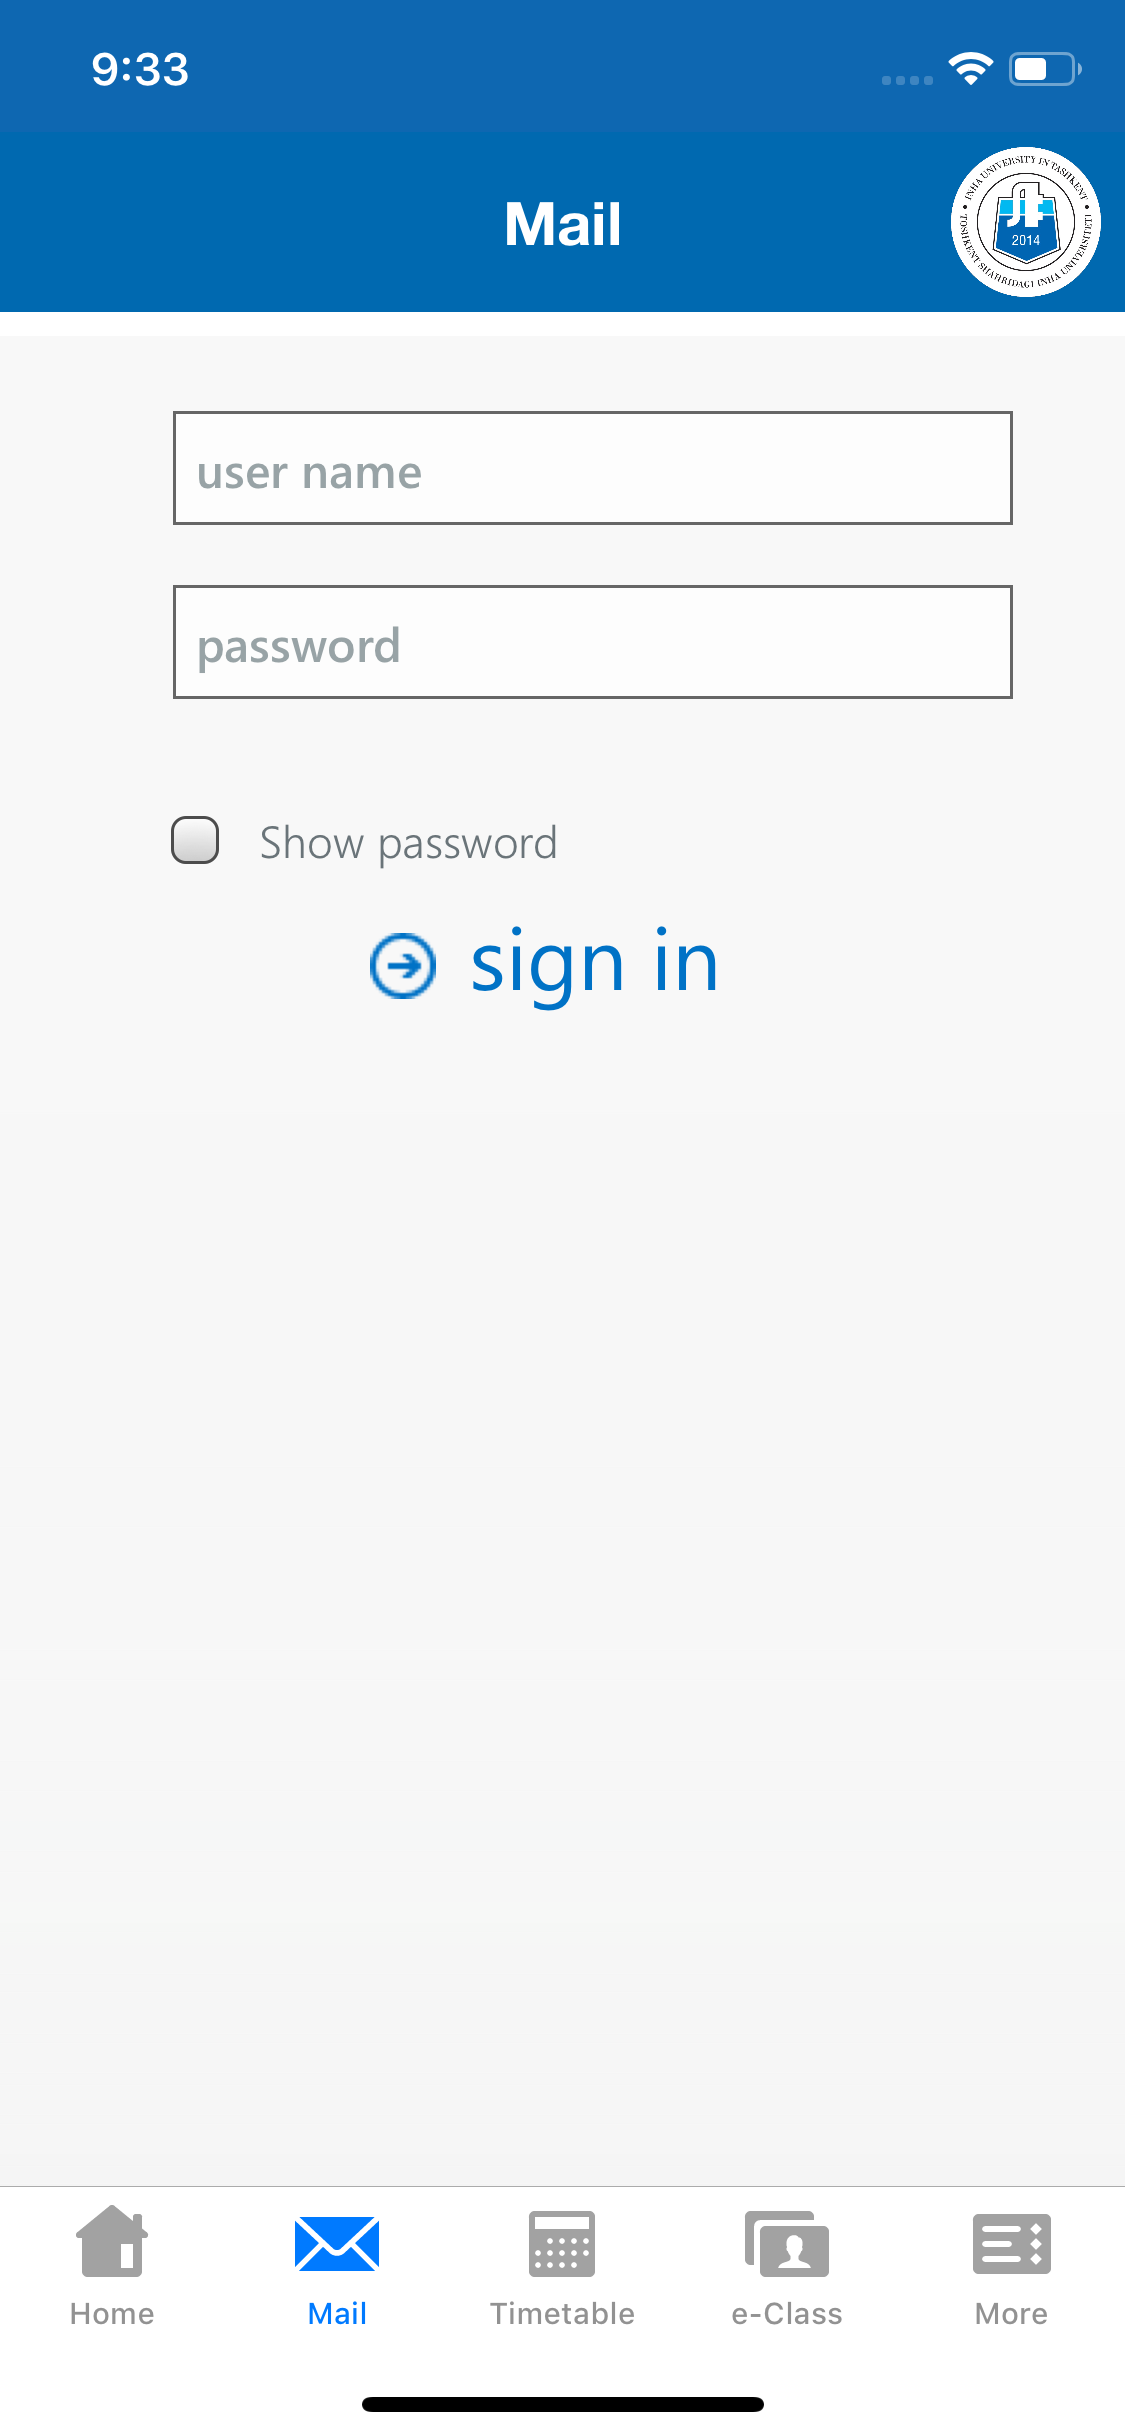 9:33
Mail
INHA UNIVERSITY IN TASHKENT
TOSHKENT SHAHRIDAGI INHA UNIVERSITETI
2014
user name
password
Show password
sign in
Home
Mail
Timetable
e-Class
More